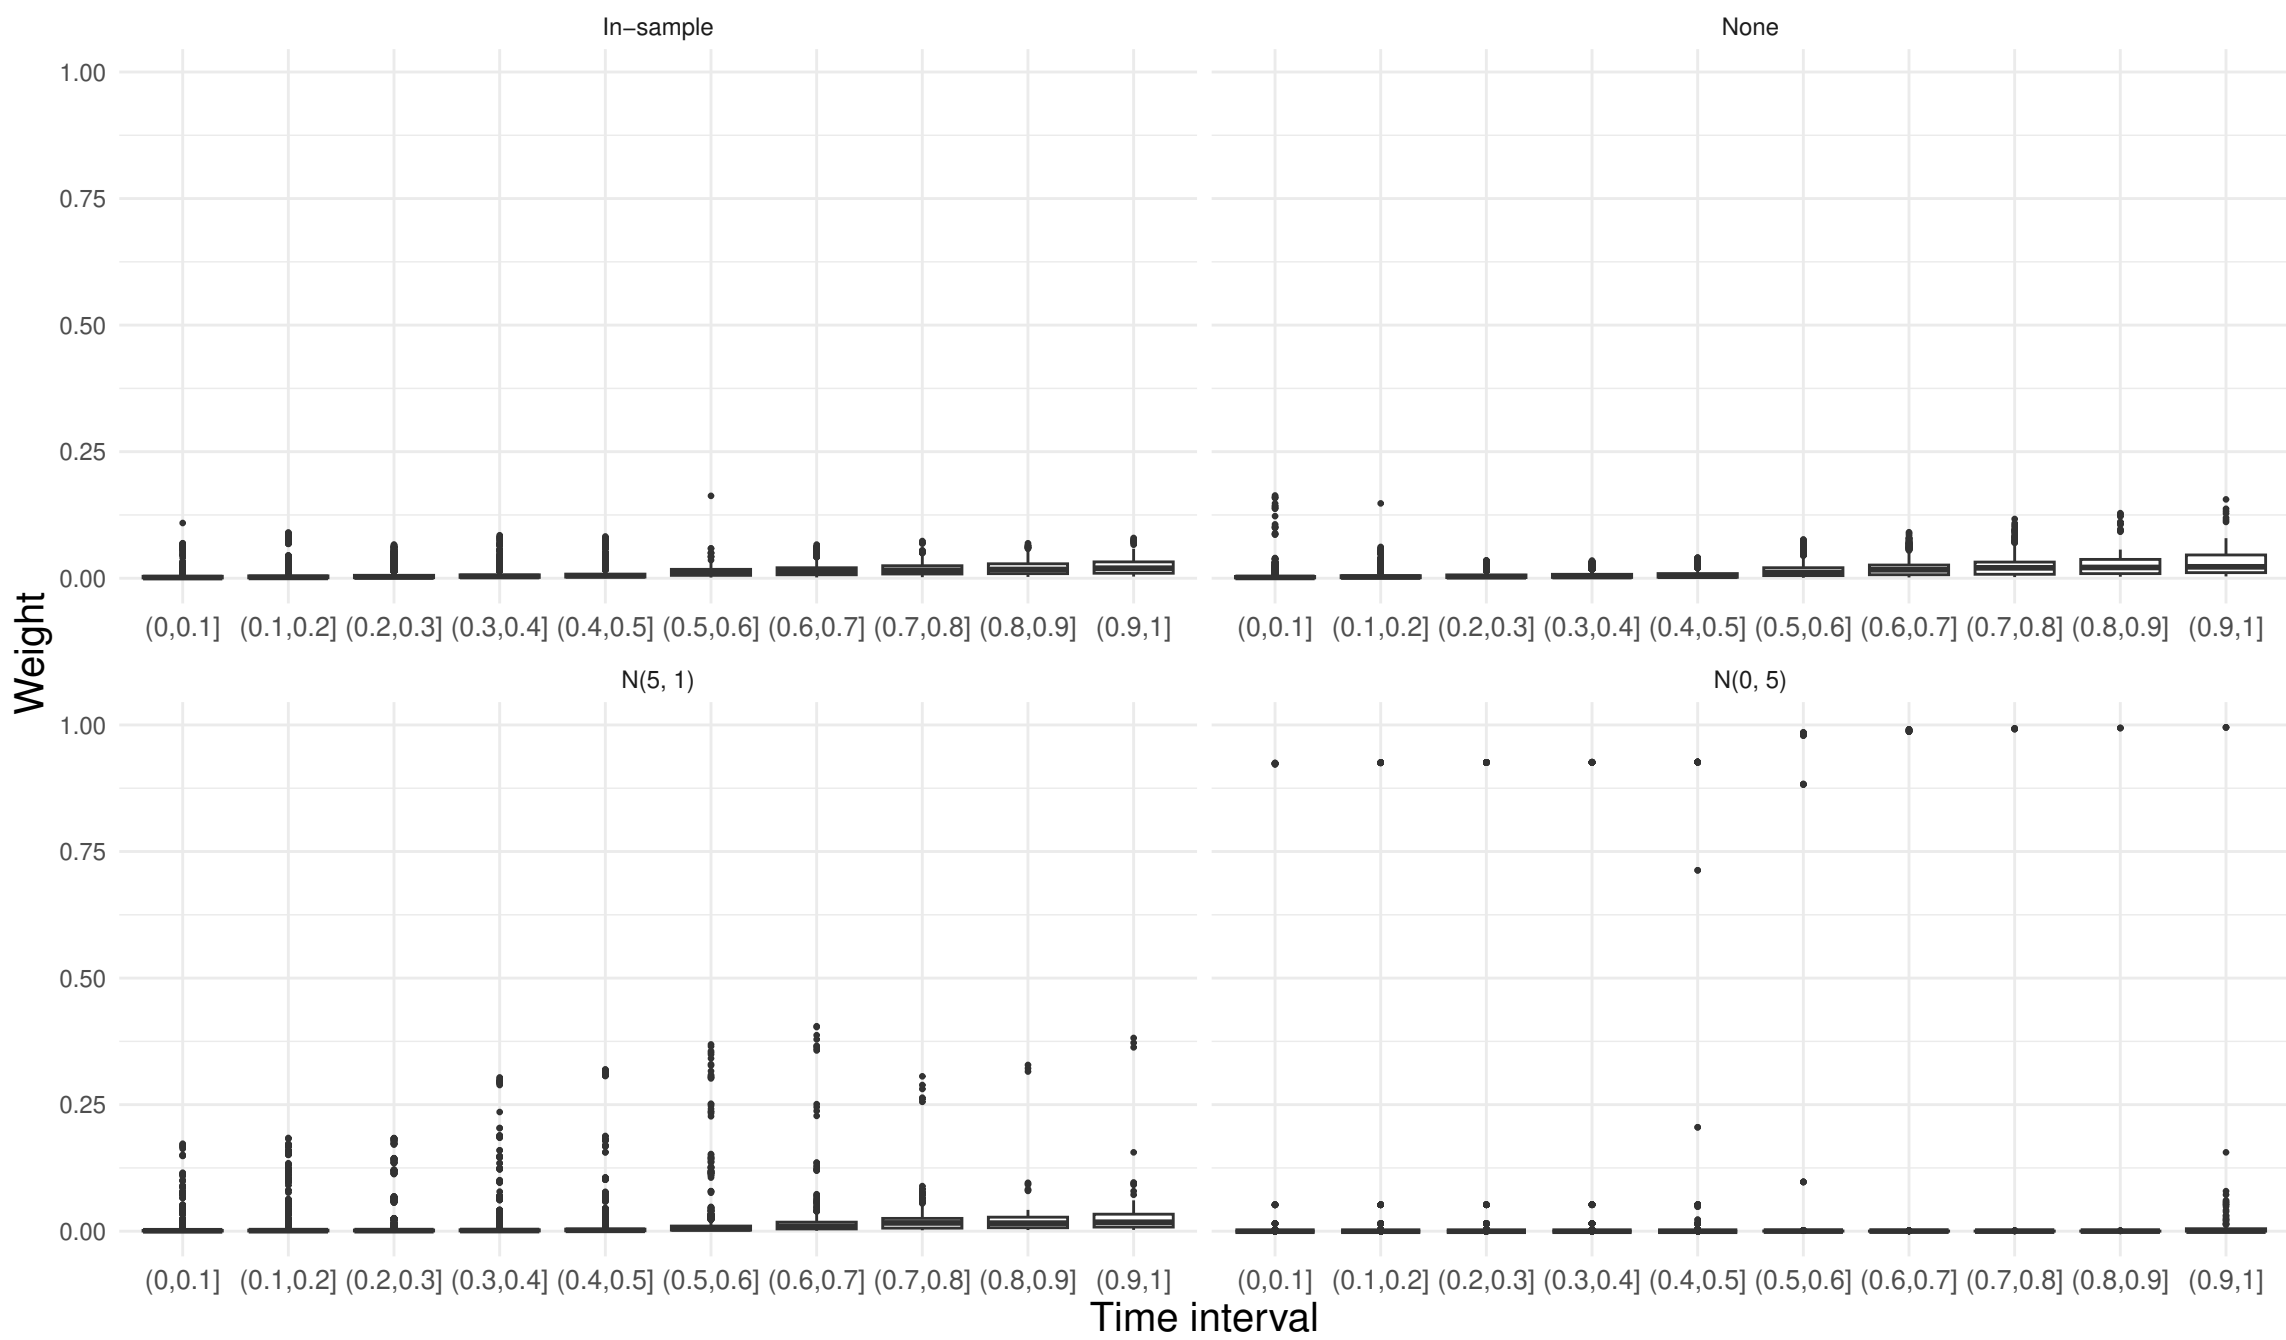 In−sample
None
1.00
0.75
0.50
0.25
0.00
(0,0.1] (0.1,0.2] (0.2,0.3] (0.3,0.4] (0.4,0.5] (0.5,0.6] (0.6,0.7] (0.7,0.8] (0.8,0.9] (0.9,1]
(0,0.1] (0.1,0.2] (0.2,0.3] (0.3,0.4] (0.4,0.5] (0.5,0.6] (0.6,0.7] (0.7,0.8] (0.8,0.9] (0.9,1]
Weight
N(5, 1)
N(0, 5)
1.00
0.75
0.50
0.25
0.00
(0,0.1] (0.1,0.2] (0.2,0.3] (0.3,0.4] (0.4,0.5] (0.5,0.6] (0.6,0.7] (0.7,0.8] (0.8,0.9] (0.9,1]
(0,0.1] (0.1,0.2] (0.2,0.3] (0.3,0.4] (0.4,0.5] (0.5,0.6] (0.6,0.7] (0.7,0.8] (0.8,0.9] (0.9,1]
Time interval